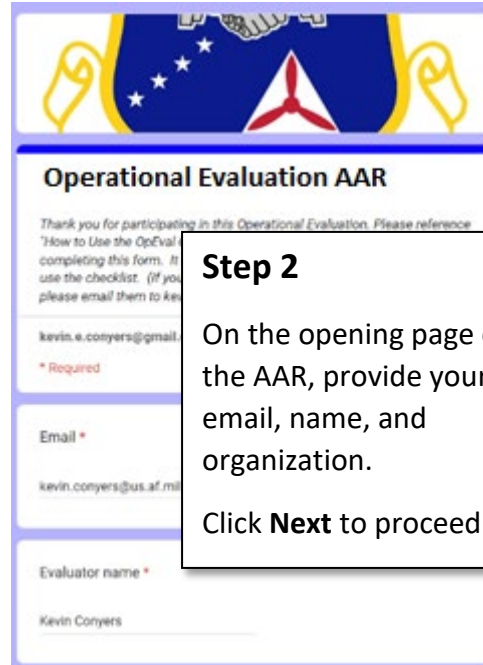 Operational Evaluation AAR
Thank you for participating in this Operational Evaluation. Please reference
"How to Use the OpEval
completing this form. It
use the checklist. (If you
please email them to
kevin.e.conyers@gmail.
* Required
Step 2
On the opening page
the AAR, provide your
email, name, and
organization.
Click Next to proceed
Email *
kevin.conyers@us.af.mil
Evaluator name *
Kevin Conyers